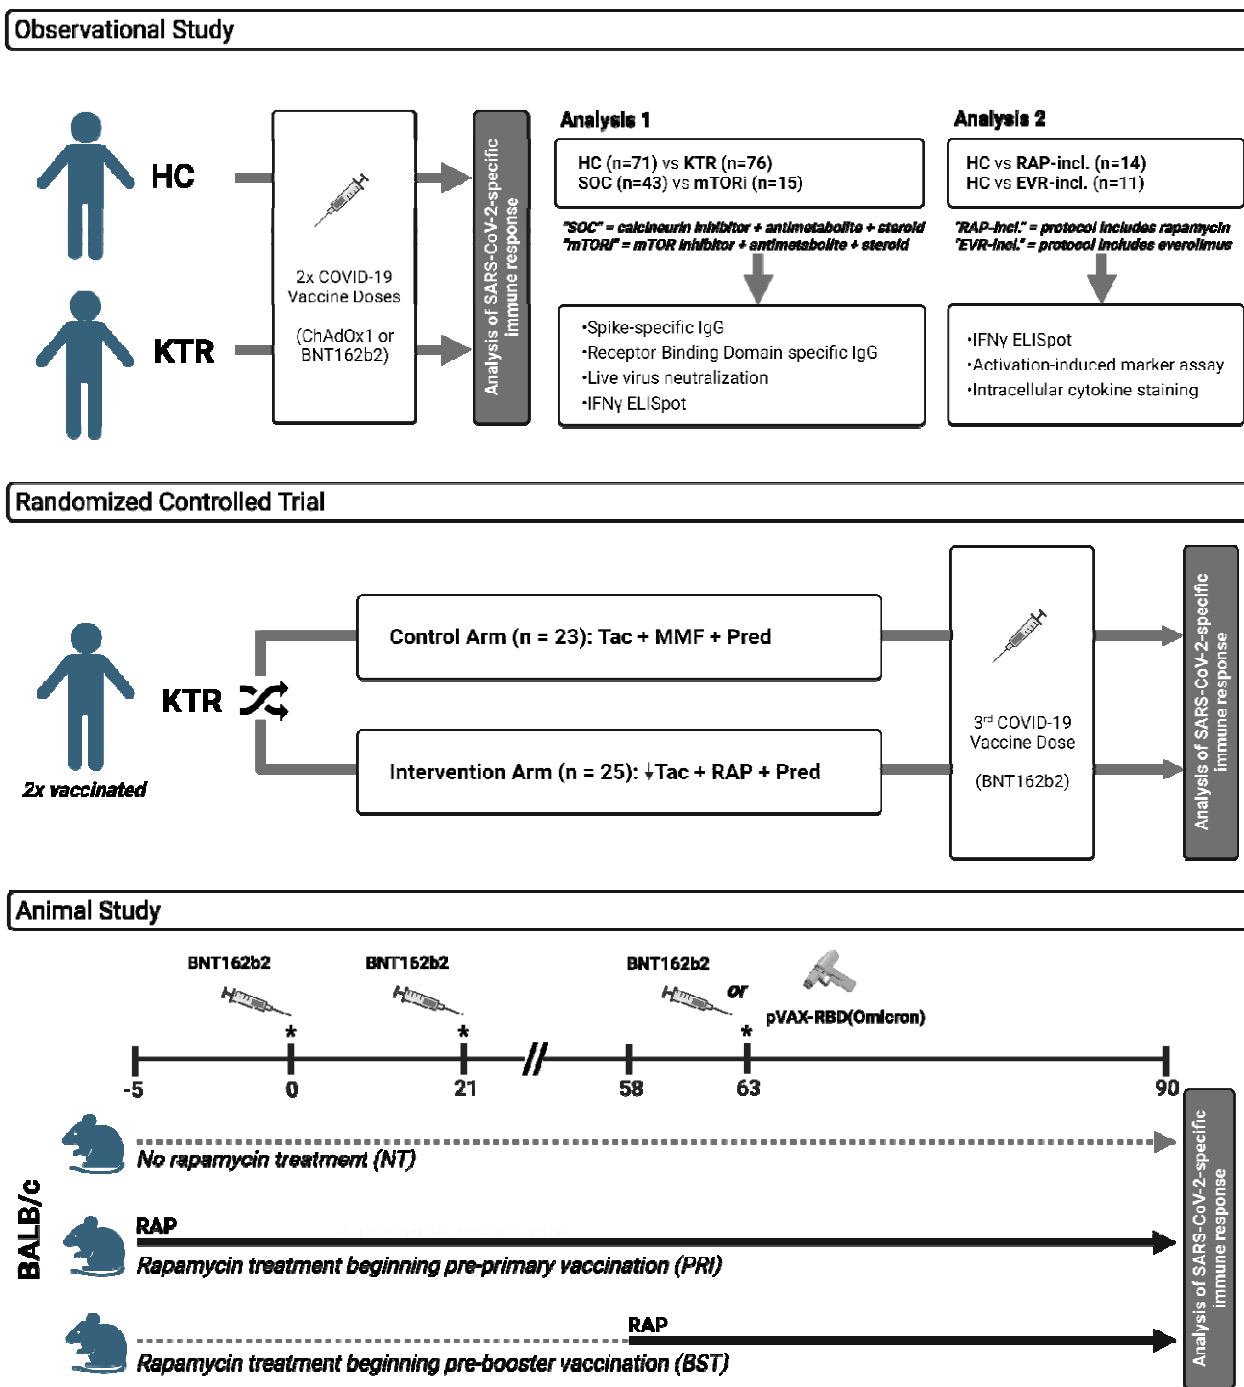 Observational Study
HC
KTR
2x COVID-19
Vaccine Doses
(ChAdOx1 or
BNT162b2)
Analysis of SARS-CoV-2-specific
immune response
Analysis 1
HC (n=71) vs KTR (n=76)
SOC (n=43) vs mTORi (n=15)
"SOC" = calcineurin inhibitor + antimetabolite + steroid
"mTORi" = mTOR inhibitor + antimetabolite + steroid
•Spike-specific IgG
•Receptor Binding Domain specific IgG
•Live virus neutralization
•IFNγ ELISpot
Analysis 2
HC vs RAP-incl. (n=14)
HC vs EVR-incl. (n=11)
"RAP-incl." = protocol includes rapamycin
"EVR-incl." = protocol includes everolimus
•IFNγ ELISpot
•Activation-induced marker assay
•Intracellular cytokine staining
Randomized Controlled Trial
KTR
2x vaccinated
Control Arm (n = 23): Tac + MMF + Pred
Intervention Arm (n = 25): ↓Tac + RAP + Pred
3rd COVID-19
Vaccine Dose
(BNT162b2)
Analysis of SARS-CoV-2-specific
immune response
Animal Study
BNT162b2
BNT162b2
BNT162b2
or
pVAX-RBD(Omicron)
* * *
-5 0 21 58 63 90
BALB/c
No rapamycin treatment (NT)
RAP
Rapamycin treatment beginning pre-primary vaccination (PRI)
RAP
Rapamycin treatment beginning pre-booster vaccination (BST)
Analysis of SARS-CoV-2-specific
immune response